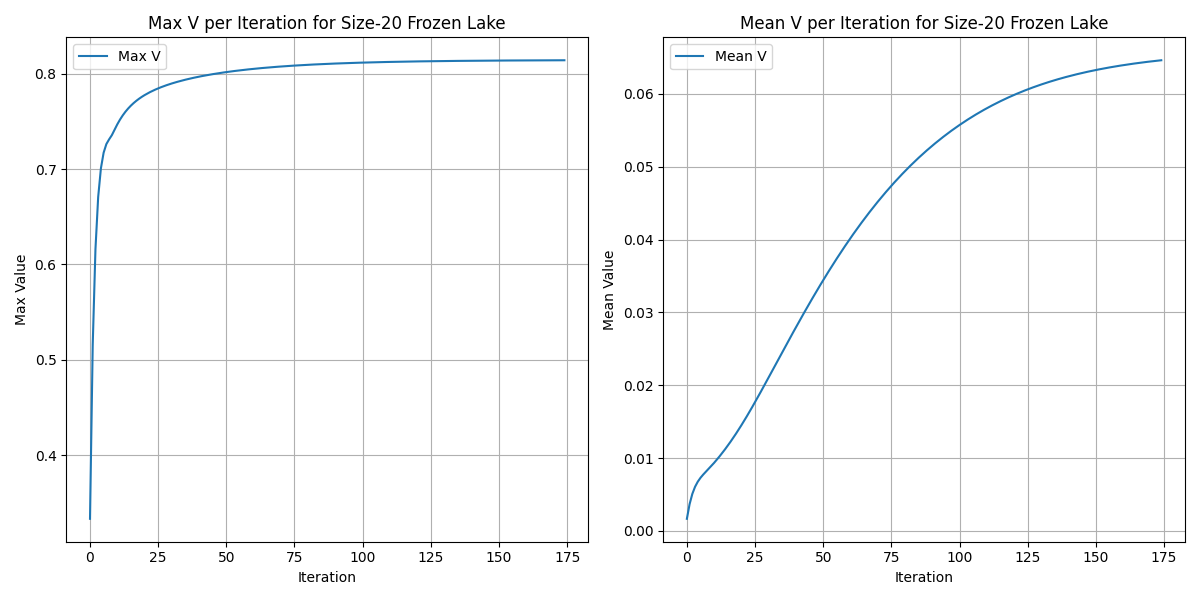 Max V per Iteration for Size-20 Frozen Lake
Max V
Max Value
0.8
0.7
0.6
0.5
0.4
0 25 50 75 100 125 150 175
Iteration
Mean V per Iteration for Size-20 Frozen Lake
Mean V
Mean Value
0.06
0.05
0.04
0.03
0.02
0.01
0.00
0 25 50 75 100 125 150 175
Iteration